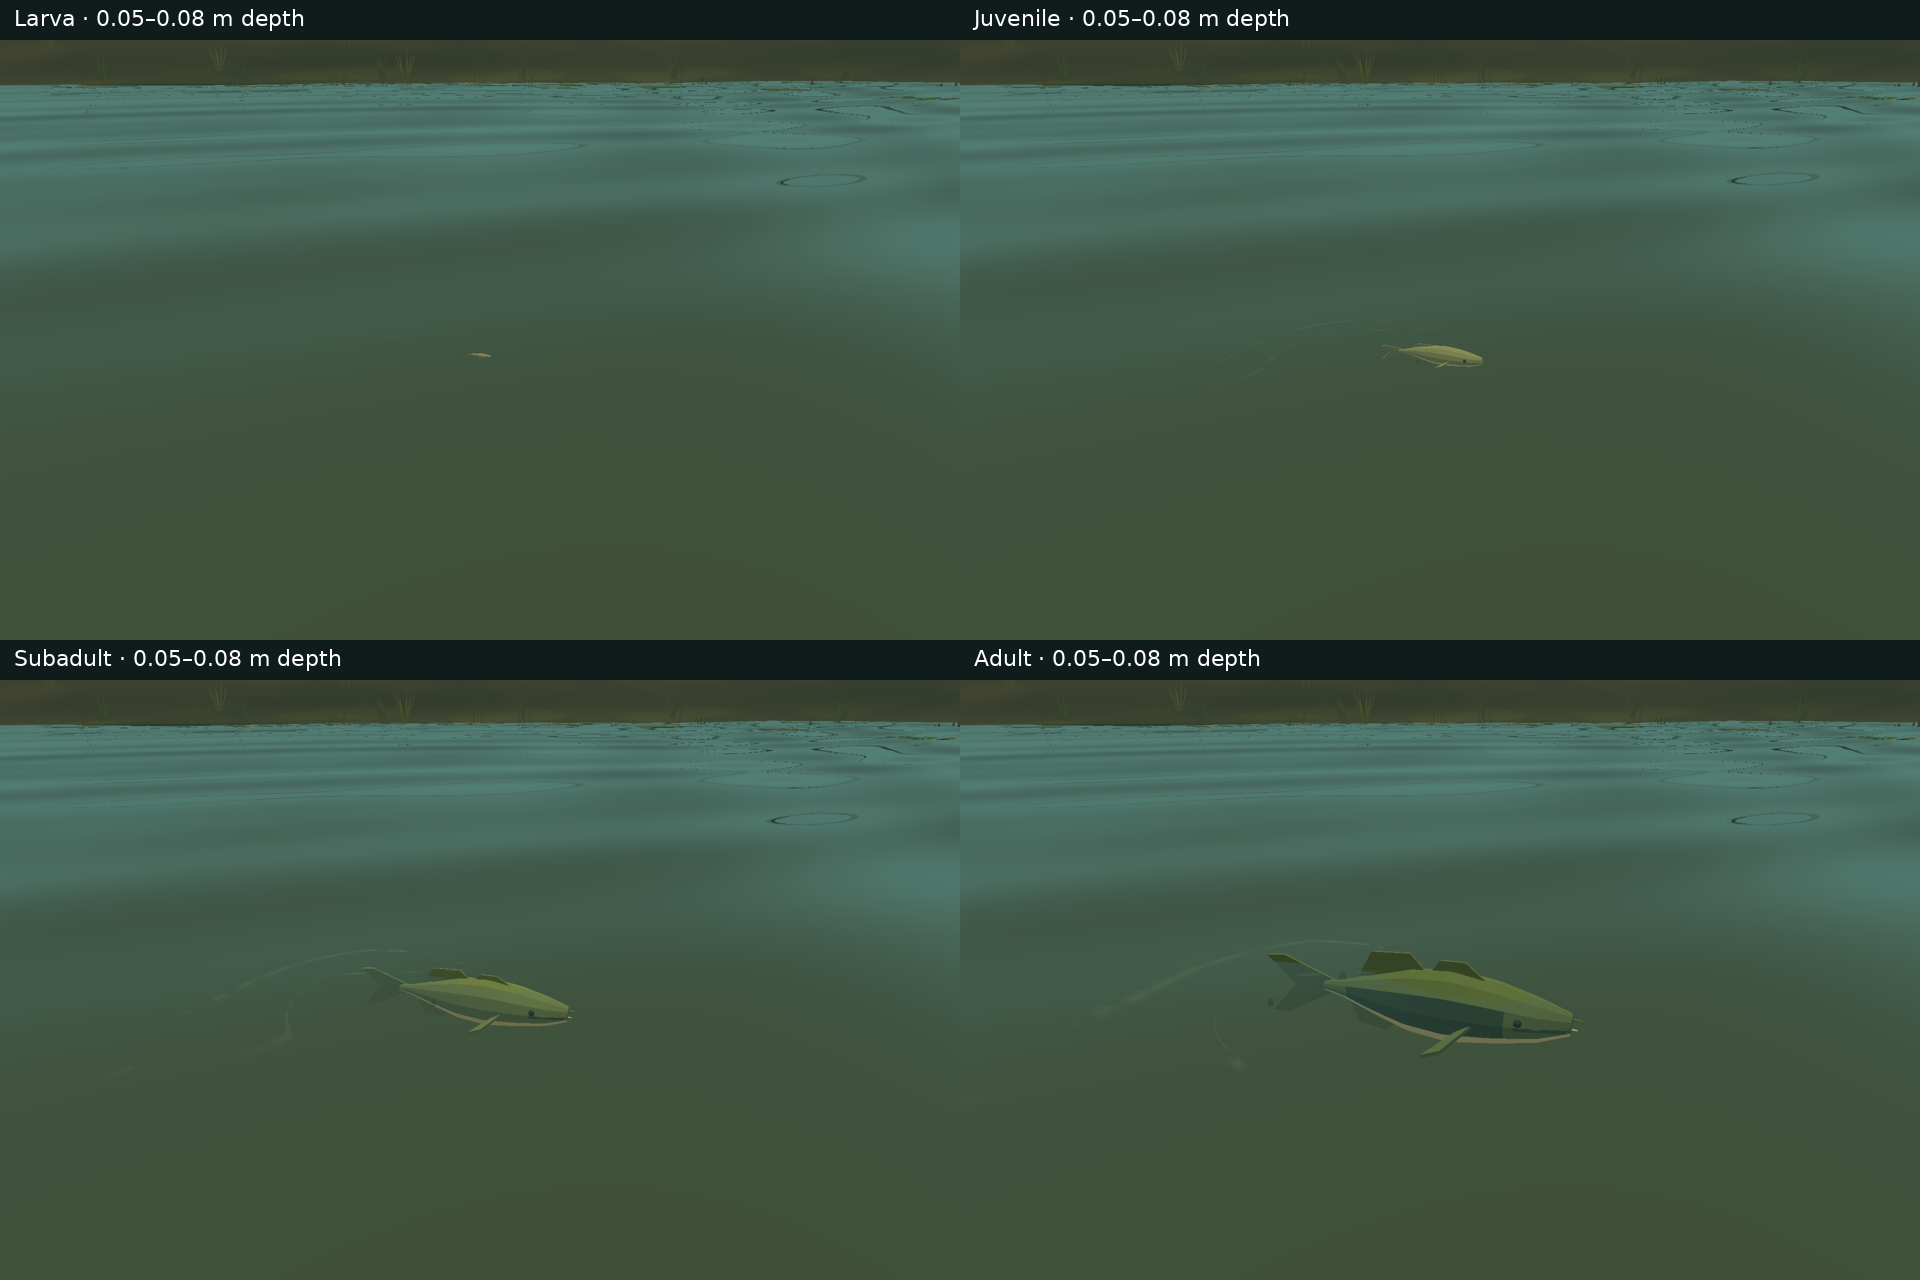 Larva · 0.05–0.08 m depth
Juvenile · 0.05–0.08 m depth
Subadult · 0.05–0.08 m depth
Adult · 0.05–0.08 m depth